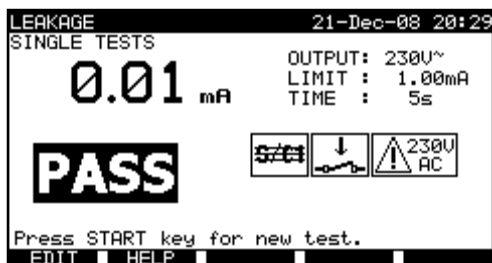 LEAKAGE 21-Dec-08 20:29
SINGLE TESTS
OUTPUT: 230V~
0.01 mA
LIMIT : 1.00mA
TIME : 5s
PASS
S/C1
230V
AC
Press START key for new test.
EDIT HELP